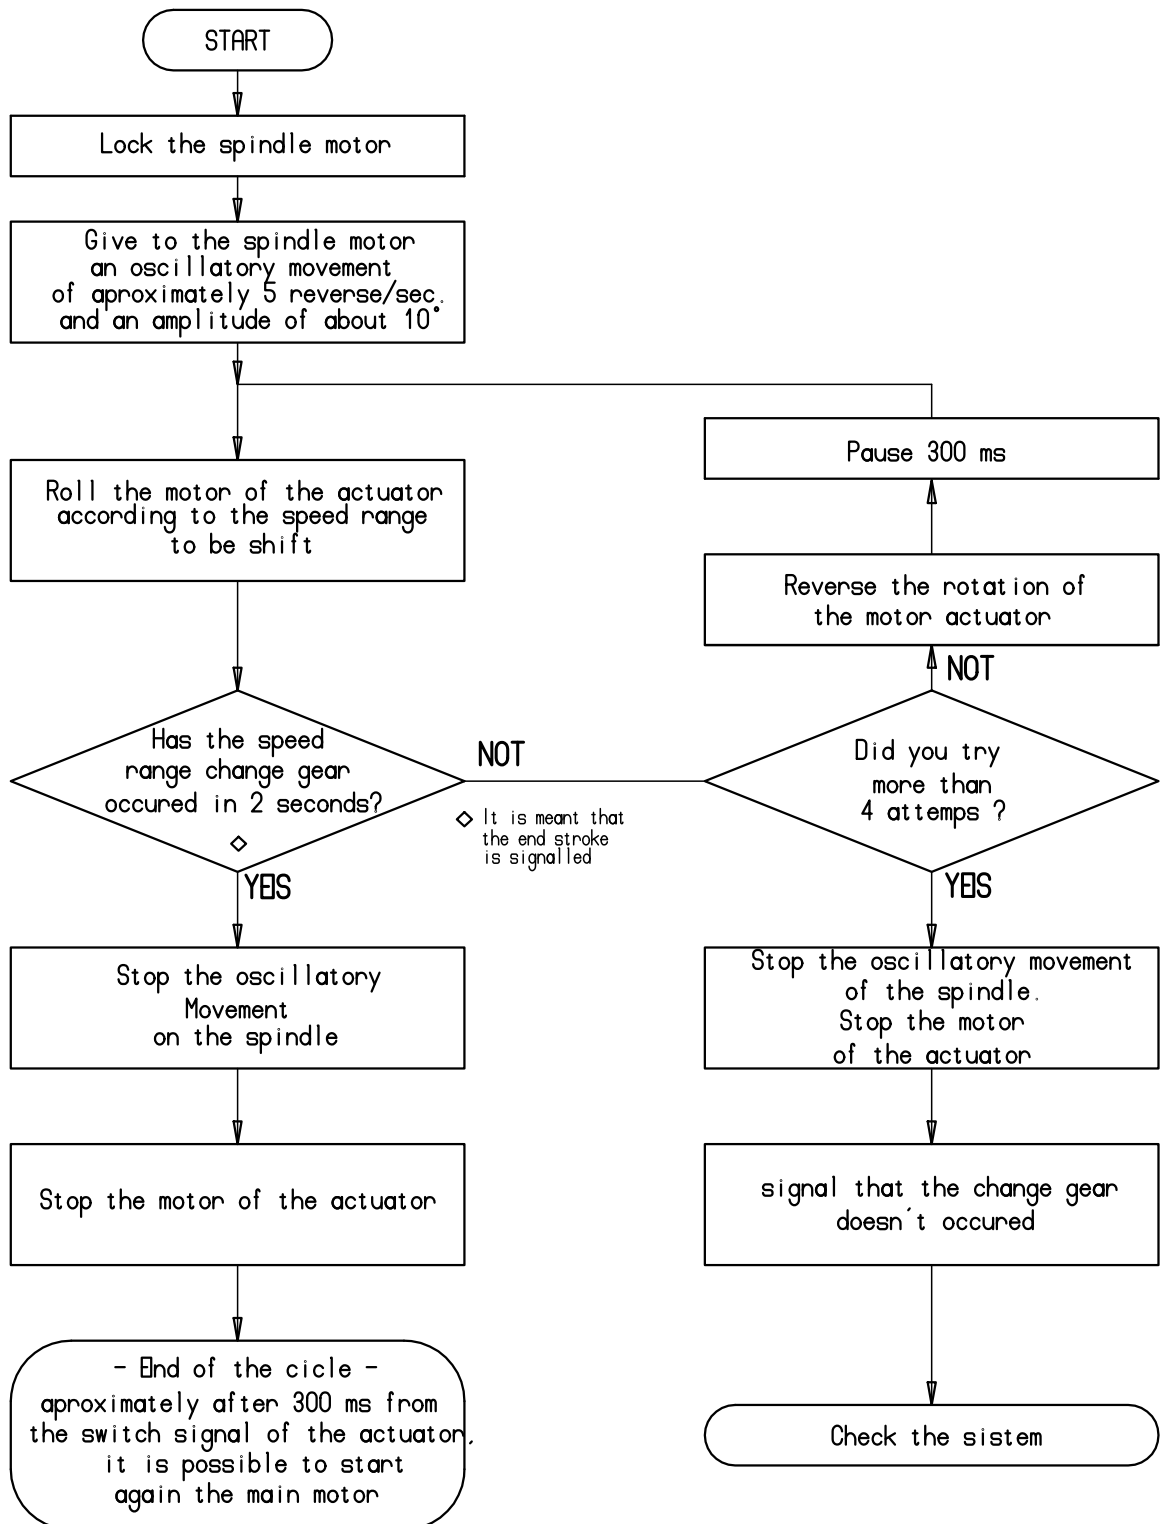 START
Lock the spindle motor
Give to the spindle motor
an oscillatory movement
of aproximately 5 reverse/sec.
and an amplitude of about 10°
Roll the motor of the actuator
according to the speed range
to be shift
Has the speed
range change gear
occured in 2 seconds?
◇
NOT
◇ It is meant that
the end stroke
is signalled
YES
Stop the oscillatory
Movement
on the spindle
Stop the motor of the actuator
- End of the cicle -
aproximately after 300 ms from
the switch signal of the actuator,
it is possible to start
again the main motor
Pause 300 ms
Reverse the rotation of
the motor actuator
NOT
Did you try
more than
4 attemps ?
YES
Stop the oscillatory movement
of the spindle.
Stop the motor
of the actuator
signal that the change gear
doesn't occured
Check the sistem